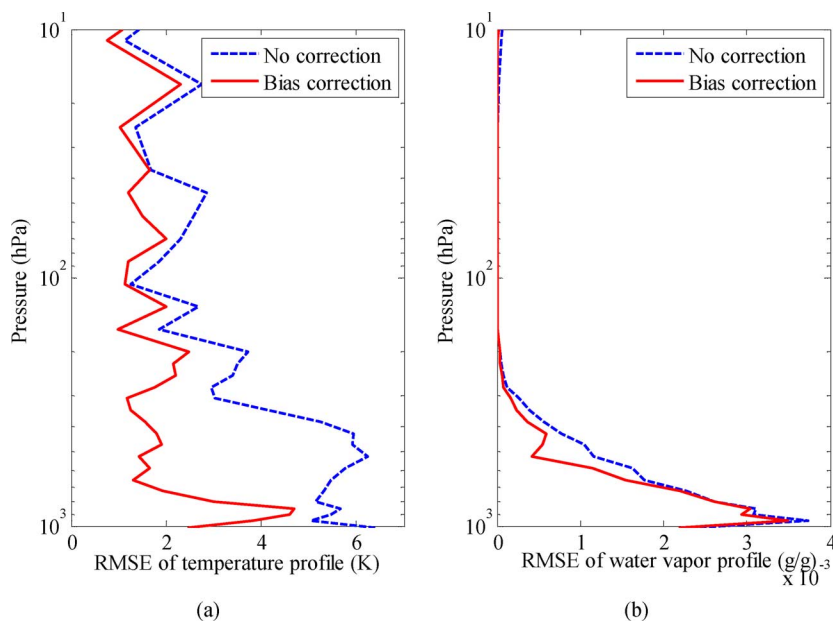 10^1
No correction
Bias correction
Pressure (hPa)
10^2
10^3
0 2 4 6
RMSE of temperature profile (K)
(a)
10^1
No correction
Bias correction
Pressure (hPa)
10^2
10^3
0 1 2 3 4
RMSE of water vapor profile (g/g)
x 10^-3
(b)